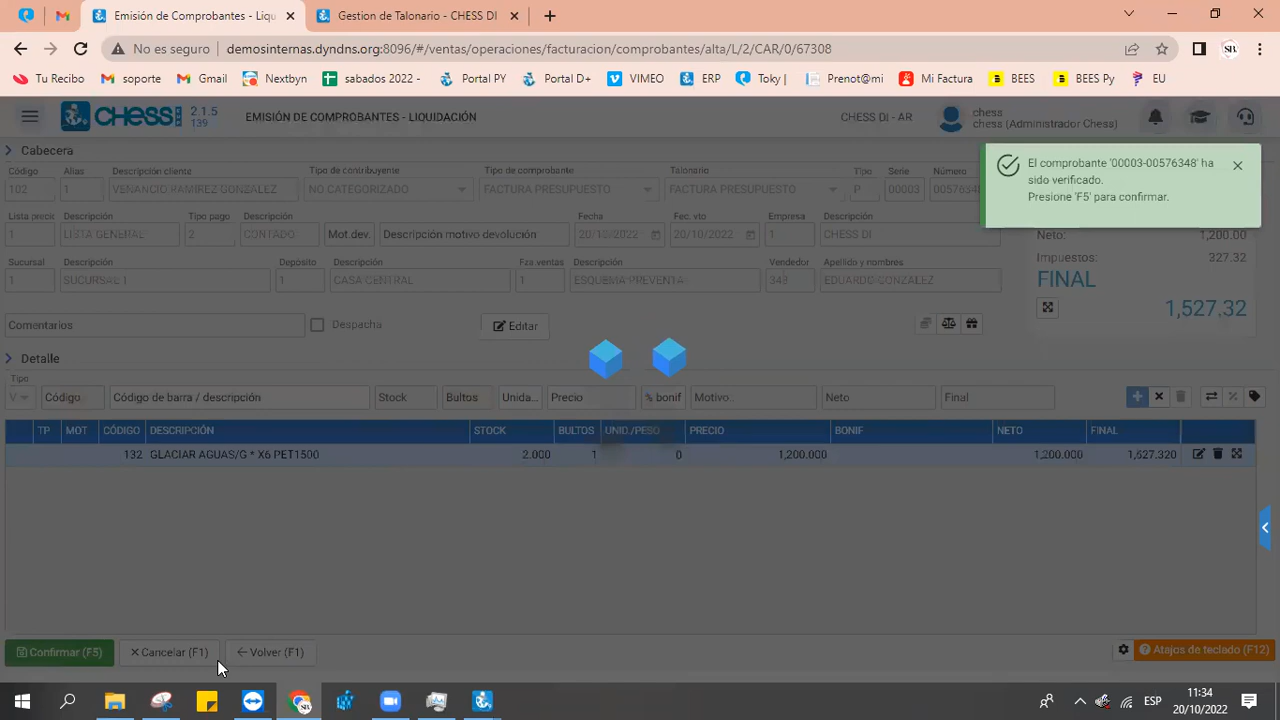 Emisión de Comprobantes - Liqu
Gestion de Talonario - CHESS DI
No es seguro
demosinternas.dyndns.org:8096/#/ventas/operaciones/facturacion/comprobantes/alta/L/2/CAR/0/67308
Tu Recibo soporte Gmail Nextbyn sabados 2022 - Portal PY Portal D+ VIMEO ERP Toky | Prenot@mi Mi Factura BEES BEES Py EU
CHESS 2.1.5 139 EMISIÓN DE COMPROBANTES - LIQUIDACIÓN CHESS DI - AR chess
chess (Administrador Chess)
Cabecera
El comprobante '00003-00576348' ha
sido verificado.
Presione 'F5' para confirmar.
Código Alias Descripción cliente Tipo de contribuyente Tipo de comprobante Talonario Tipo Serie Número
102 1 VENANCIO RAMIREZ GONZALEZ NO CATEGORIZADO FACTURA PRESUPUESTO FACTURA PRESUPUESTO P 00003 00576348
Lista precio Descripción Tipo pago Descripción Fecha Fec. vto Empresa Descripción
1 LISTA GENERAL 2 CONTADO Mot.dev. Descripción motivo devolución 20/10/2022 20/10/2022 1 CHESS DI
Neto: 1,200.00
Impuestos: 327.32
Sucursal Descripción Depósito Descripción Fza ventas Descripción Vendedor Apellido y nombres
1 SUCURSAL 1 1 CASA CENTRAL 1 ESQUEMA PREVENTA 343 EDUARDO GONZALEZ
FINAL
1,527.32
Comentarios Despacha Editar
Detalle
Tipo
V Código Código de barra / descripción Stock Bultos Unida... Precio % bonif Motivo.. Neto Final
TP MOT CÓDIGO DESCRIPCIÓN STOCK BULTOS UNID./PESO PRECIO BONIF NETO FINAL
132 GLACIAR AGUAS/G * X6 PET1500 2.000 1 0 1,200.000 1,200.000 1,527.320
Confirmar (F5) Cancelar (F1) Volver (F1) Atajos de teclado (F12)
ESP
11:34
20/10/2022